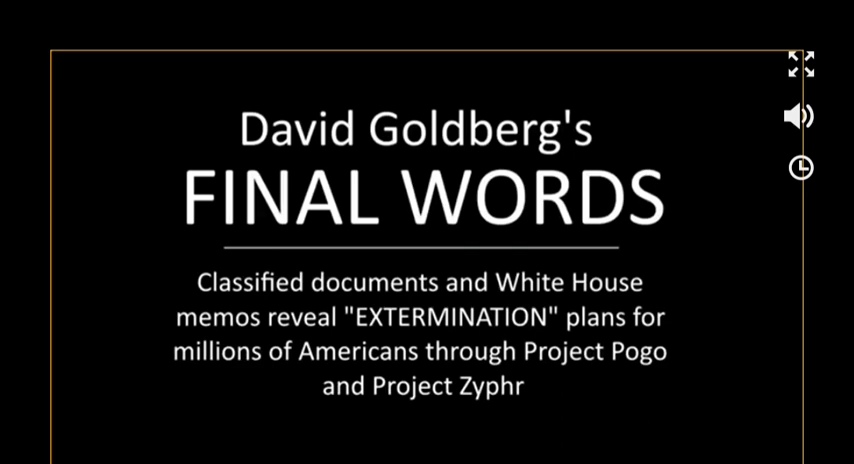 David Goldberg's
FINAL WORDS
Classified documents and White House
memos reveal "EXTERMINATION" plans for
millions of Americans through Project Pogo
and Project Zyphr